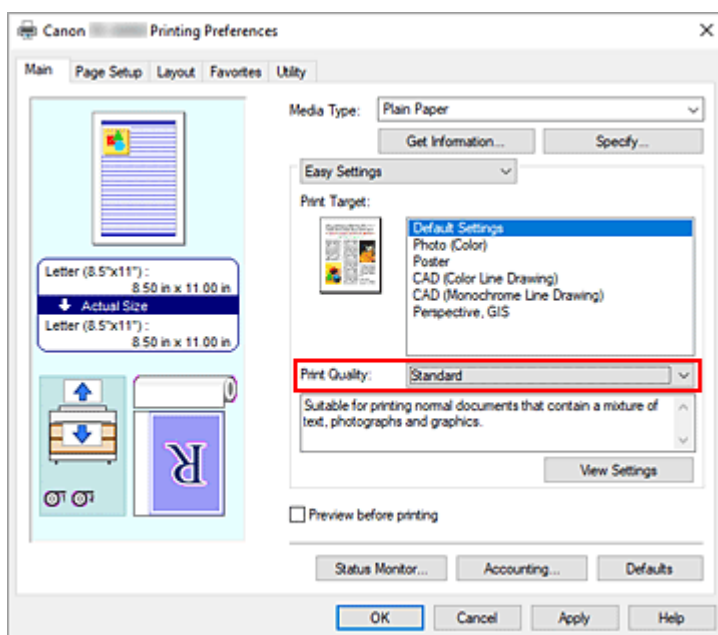 Canon Printing Preferences
Main Page Setup Layout Favorites Utility
Media Type: Plain Paper
Get Information... Specify...
Easy Settings
Print Target:
Default Settings
Photo (Color)
Poster
CAD (Color Line Drawing)
CAD (Monochrome Line Drawing)
Perspective, GIS
Letter (8.5"x11") :
8.50 in x 11.00 in
Actual Size
Letter (8.5"x11") :
8.50 in x 11.00 in
Print Quality: Standard
Suitable for printing normal documents that contain a mixture of
text, photographs and graphics.
R
View Settings
Preview before printing
Status Monitor... Accounting... Defaults
OK Cancel Apply Help